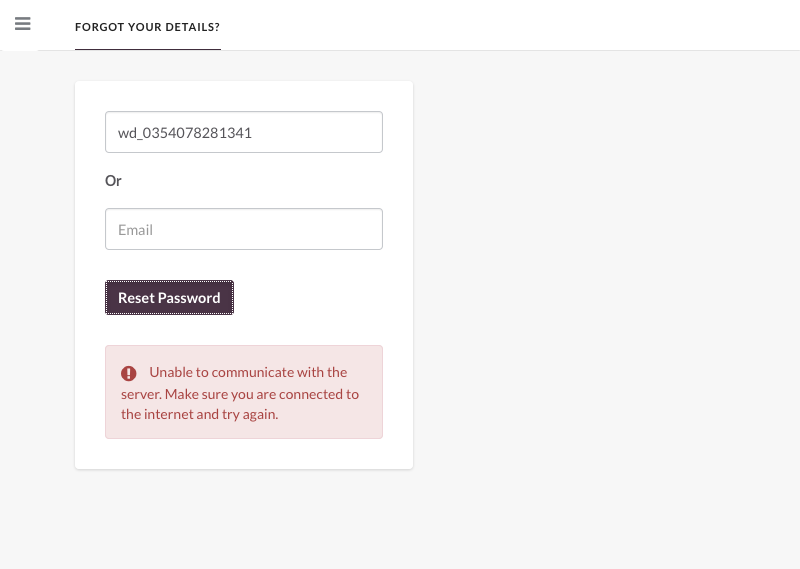 FORGOT YOUR DETAILS?
wd_0354078281341
Or
Email
Reset Password
Unable to communicate with the
server. Make sure you are connected to
the internet and try again.